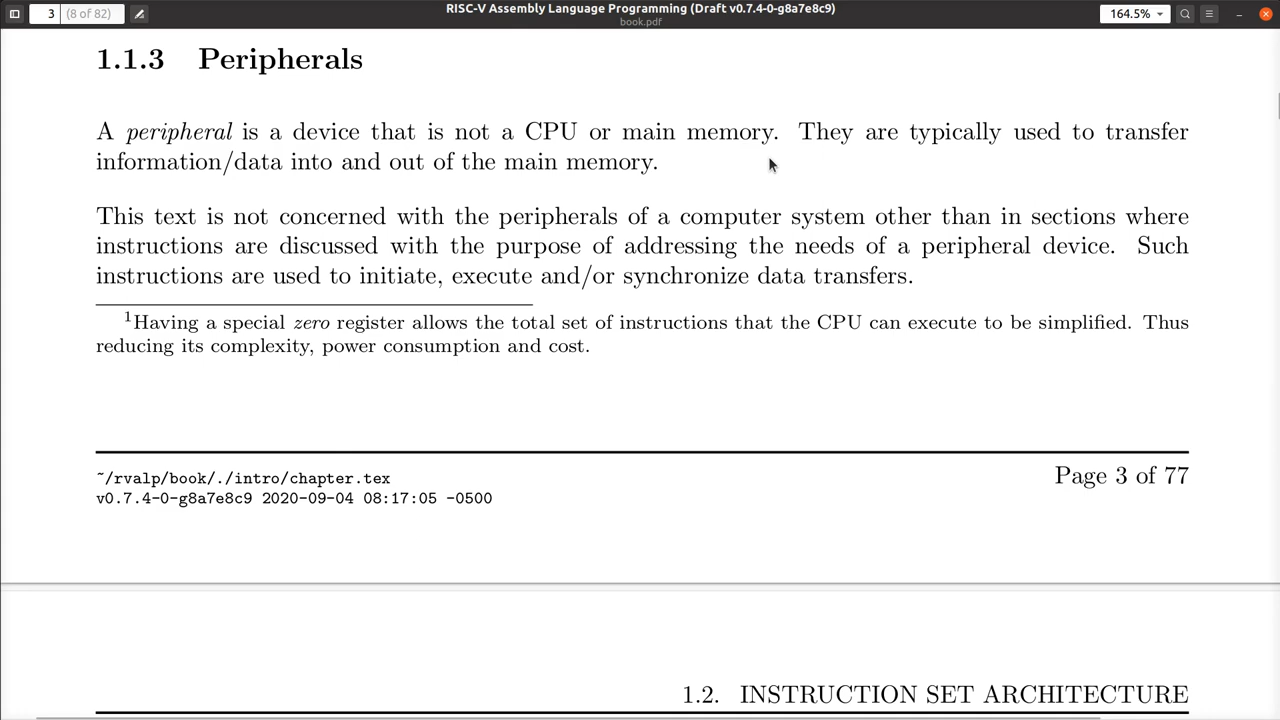 RISC-V Assembly Language Programming (Draft v0.7.4-0-g8a7e8c9)
book.pdf
3 (8 of 82)
164.5%
1.1.3 Peripherals
A peripheral is a device that is not a CPU or main memory. They are typically used to transfer
information/data into and out of the main memory.
This text is not concerned with the peripherals of a computer system other than in sections where
instructions are discussed with the purpose of addressing the needs of a peripheral device. Such
instructions are used to initiate, execute and/or synchronize data transfers.
1Having a special zero register allows the total set of instructions that the CPU can execute to be simplified. Thus
reducing its complexity, power consumption and cost.
~/rvalp/book/./intro/chapter.tex
v0.7.4-0-g8a7e8c9 2020-09-04 08:17:05 -0500
Page 3 of 77
1.2. INSTRUCTION SET ARCHITECTURE